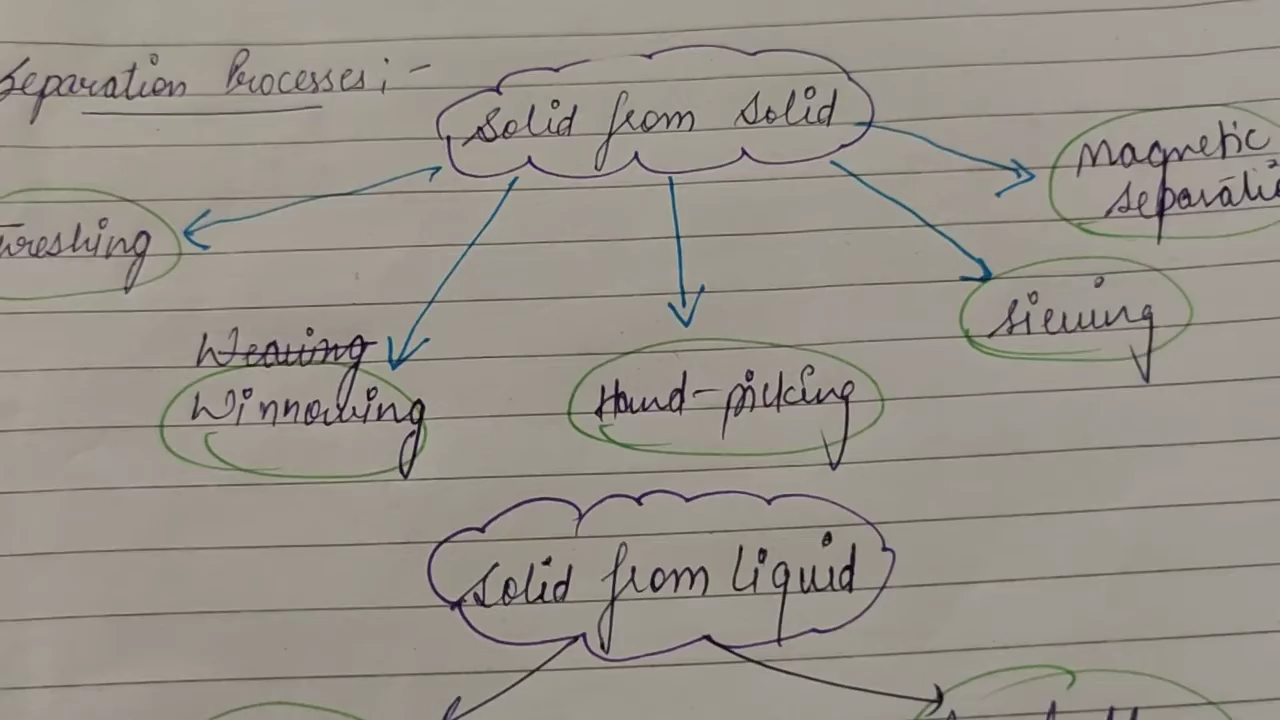 Separation Processes:-
Solid from Solid
Magnetic
separatio
reshing
Sieving
Weaving
Winnowing
Hand-picking
Solid from liquid